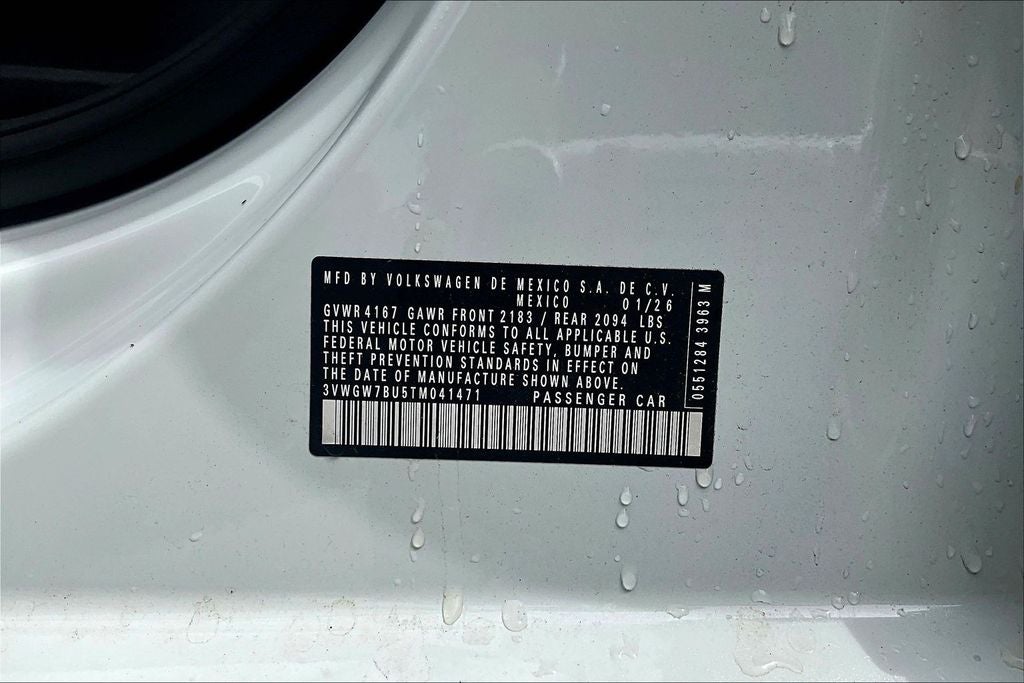 MFD BY VOLKSWAGEN DE MEXICO S.A. DE C.V.
MEXICO 01/26
GVWR 4167 GAWR FRONT 2183 / REAR 2094 LBS
THIS VEHICLE CONFORMS TO ALL APPLICABLE U.S.
FEDERAL MOTOR VEHICLE SAFETY, BUMPER AND
THEFT PREVENTION STANDARDS IN EFFECT ON
THE DATE OF MANUFACTURE SHOWN ABOVE.
3VWGW7BU5TM041471 PASSENGER CAR
0551284 3963 M